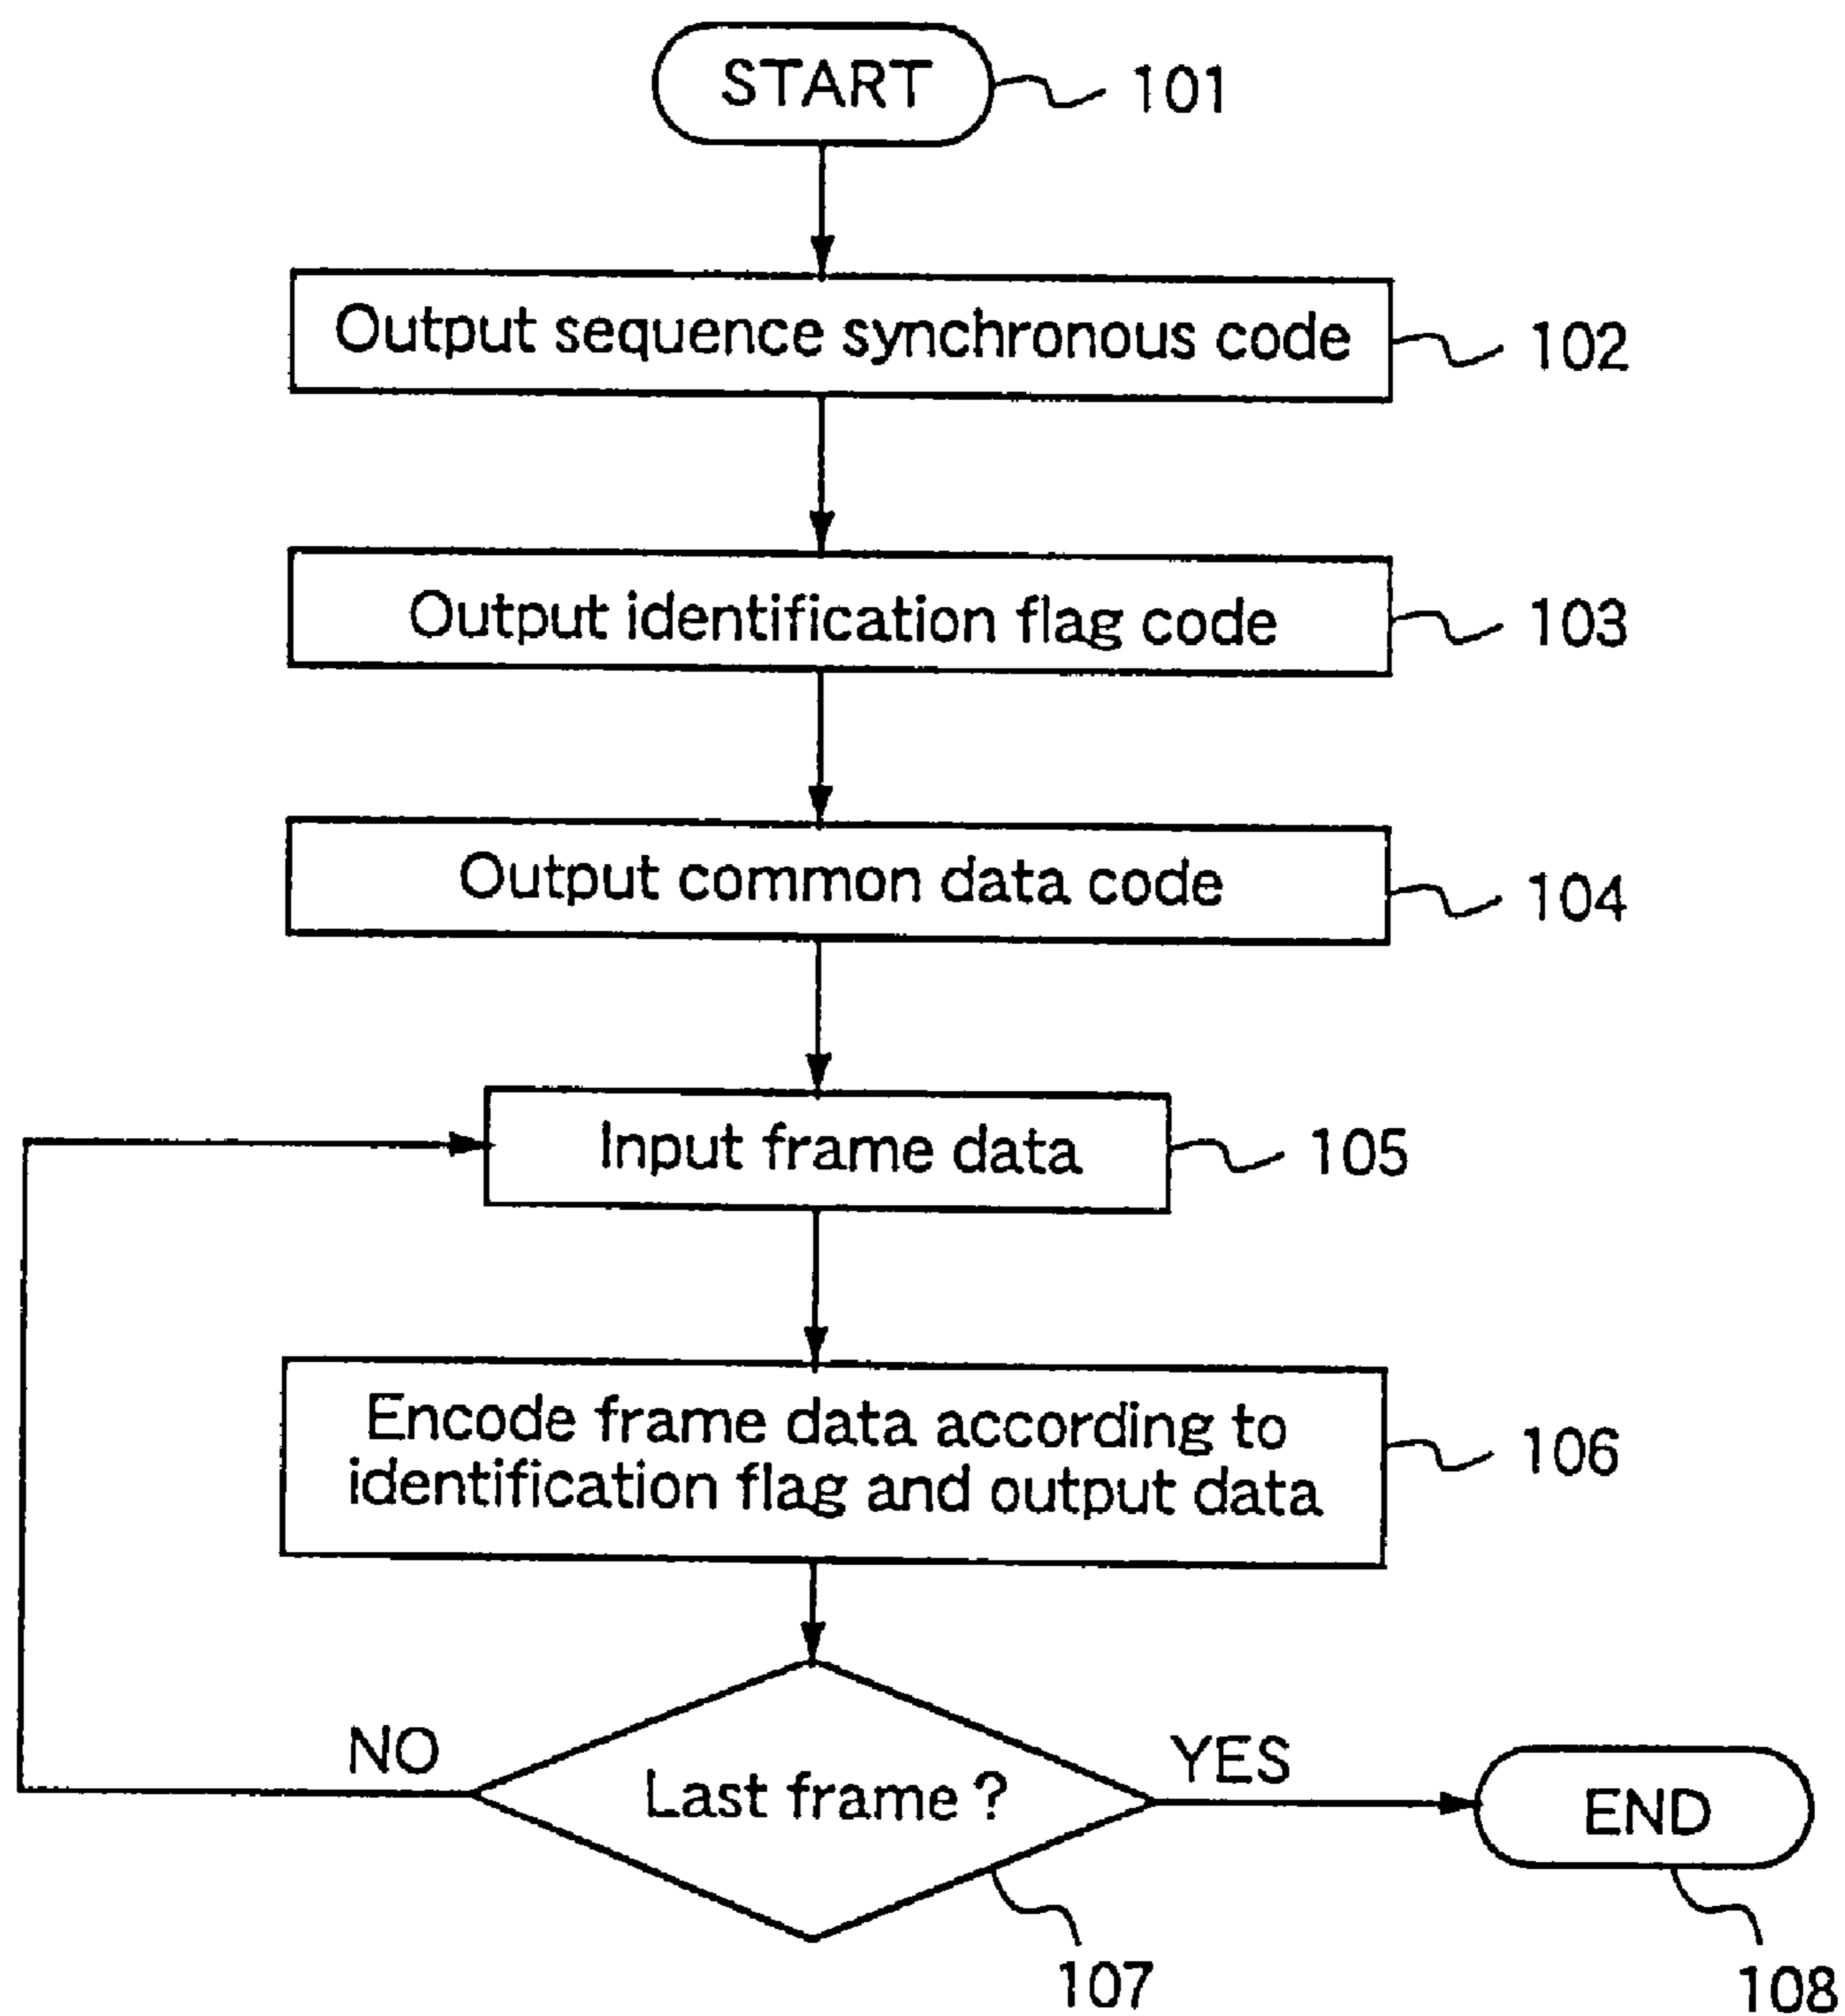 START
101
Output sequence synchronous code
102
Output identification flag code
103
Output common data code
104
Input frame data
105
Encode frame data according to
identification flag and output data
106
NO
Last frame ?
YES
END
107
108